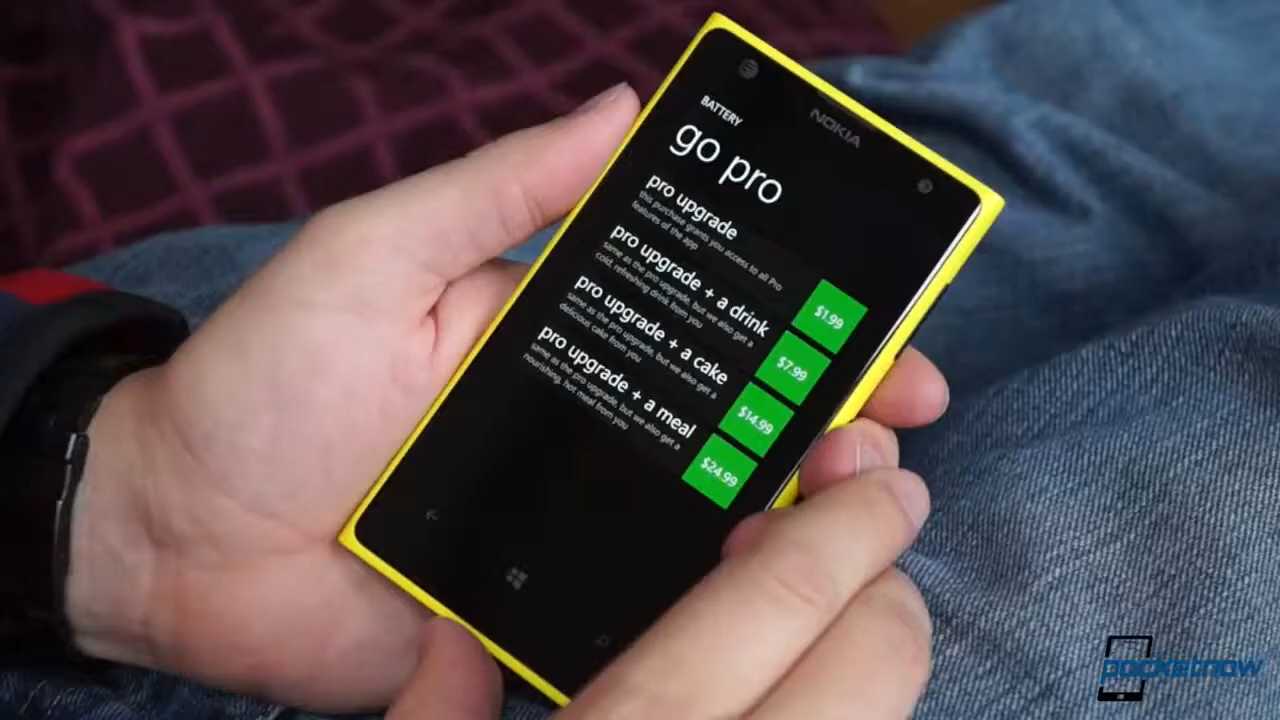 NOKIA
BATTERY
go pro
pro upgrade
this purchase grants you access to all Pro
features of the app
$1.99
pro upgrade + a drink
same as the pro upgrade, but we also get a
cold, refreshing drink from you
$7.99
pro upgrade + a cake
same as the pro upgrade, but we also get a
delicious cake from you
$14.99
pro upgrade + a meal
same as the pro upgrade, but we also get a
nourishing, hot meal from you
$24.99
pocketnow